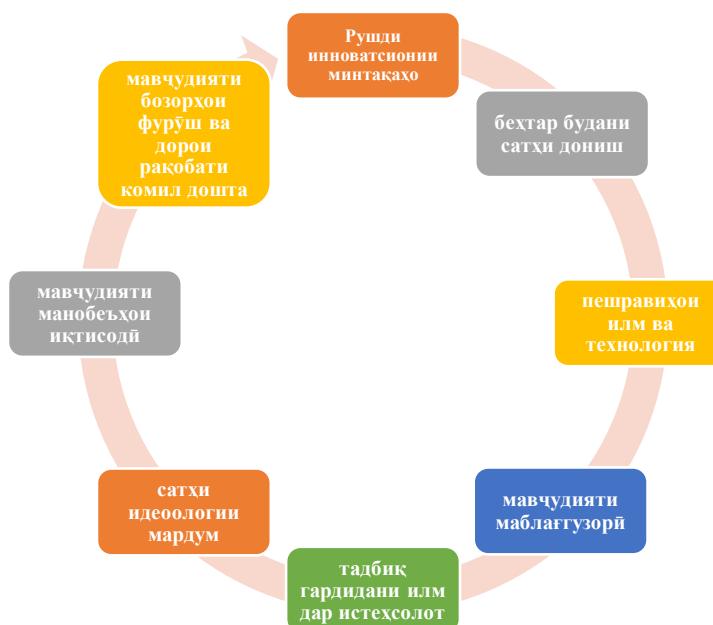 Рушди
инноватсионии
минтақаҳо
беҳтар будани
сатҳи дониш
пешравиҳои
илм ва
технология
мавҷудияти
маблағгузорӣ
тадбиқ
гардидани илм
дар истеҳсолот
сатҳи
идеоологии
мардум
мавҷудияти
манобеъҳои
иқтисодӣ
мавҷудияти
бозорҳои
фурӯш ва
дорои
рақобати
комил дошта